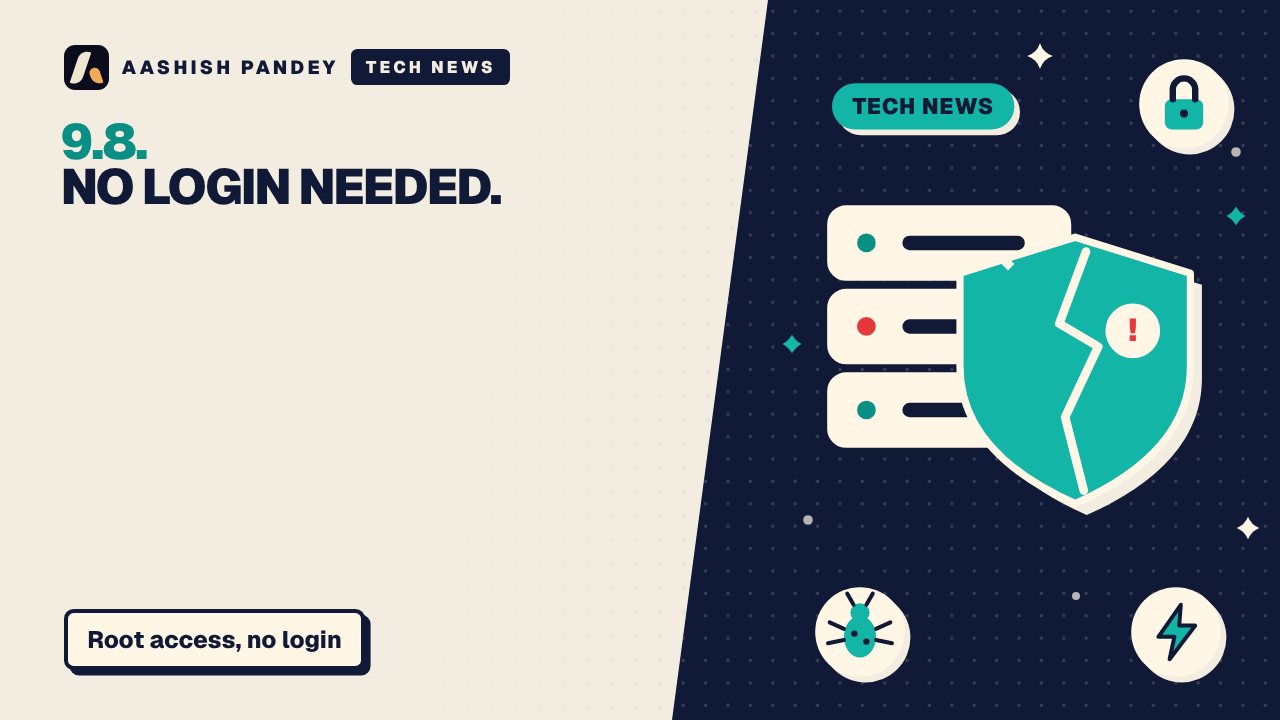 AASHISH PANDEY TECH NEWS
9.8.
NO LOGIN NEEDED.
TECH NEWS
!
Root access, no login